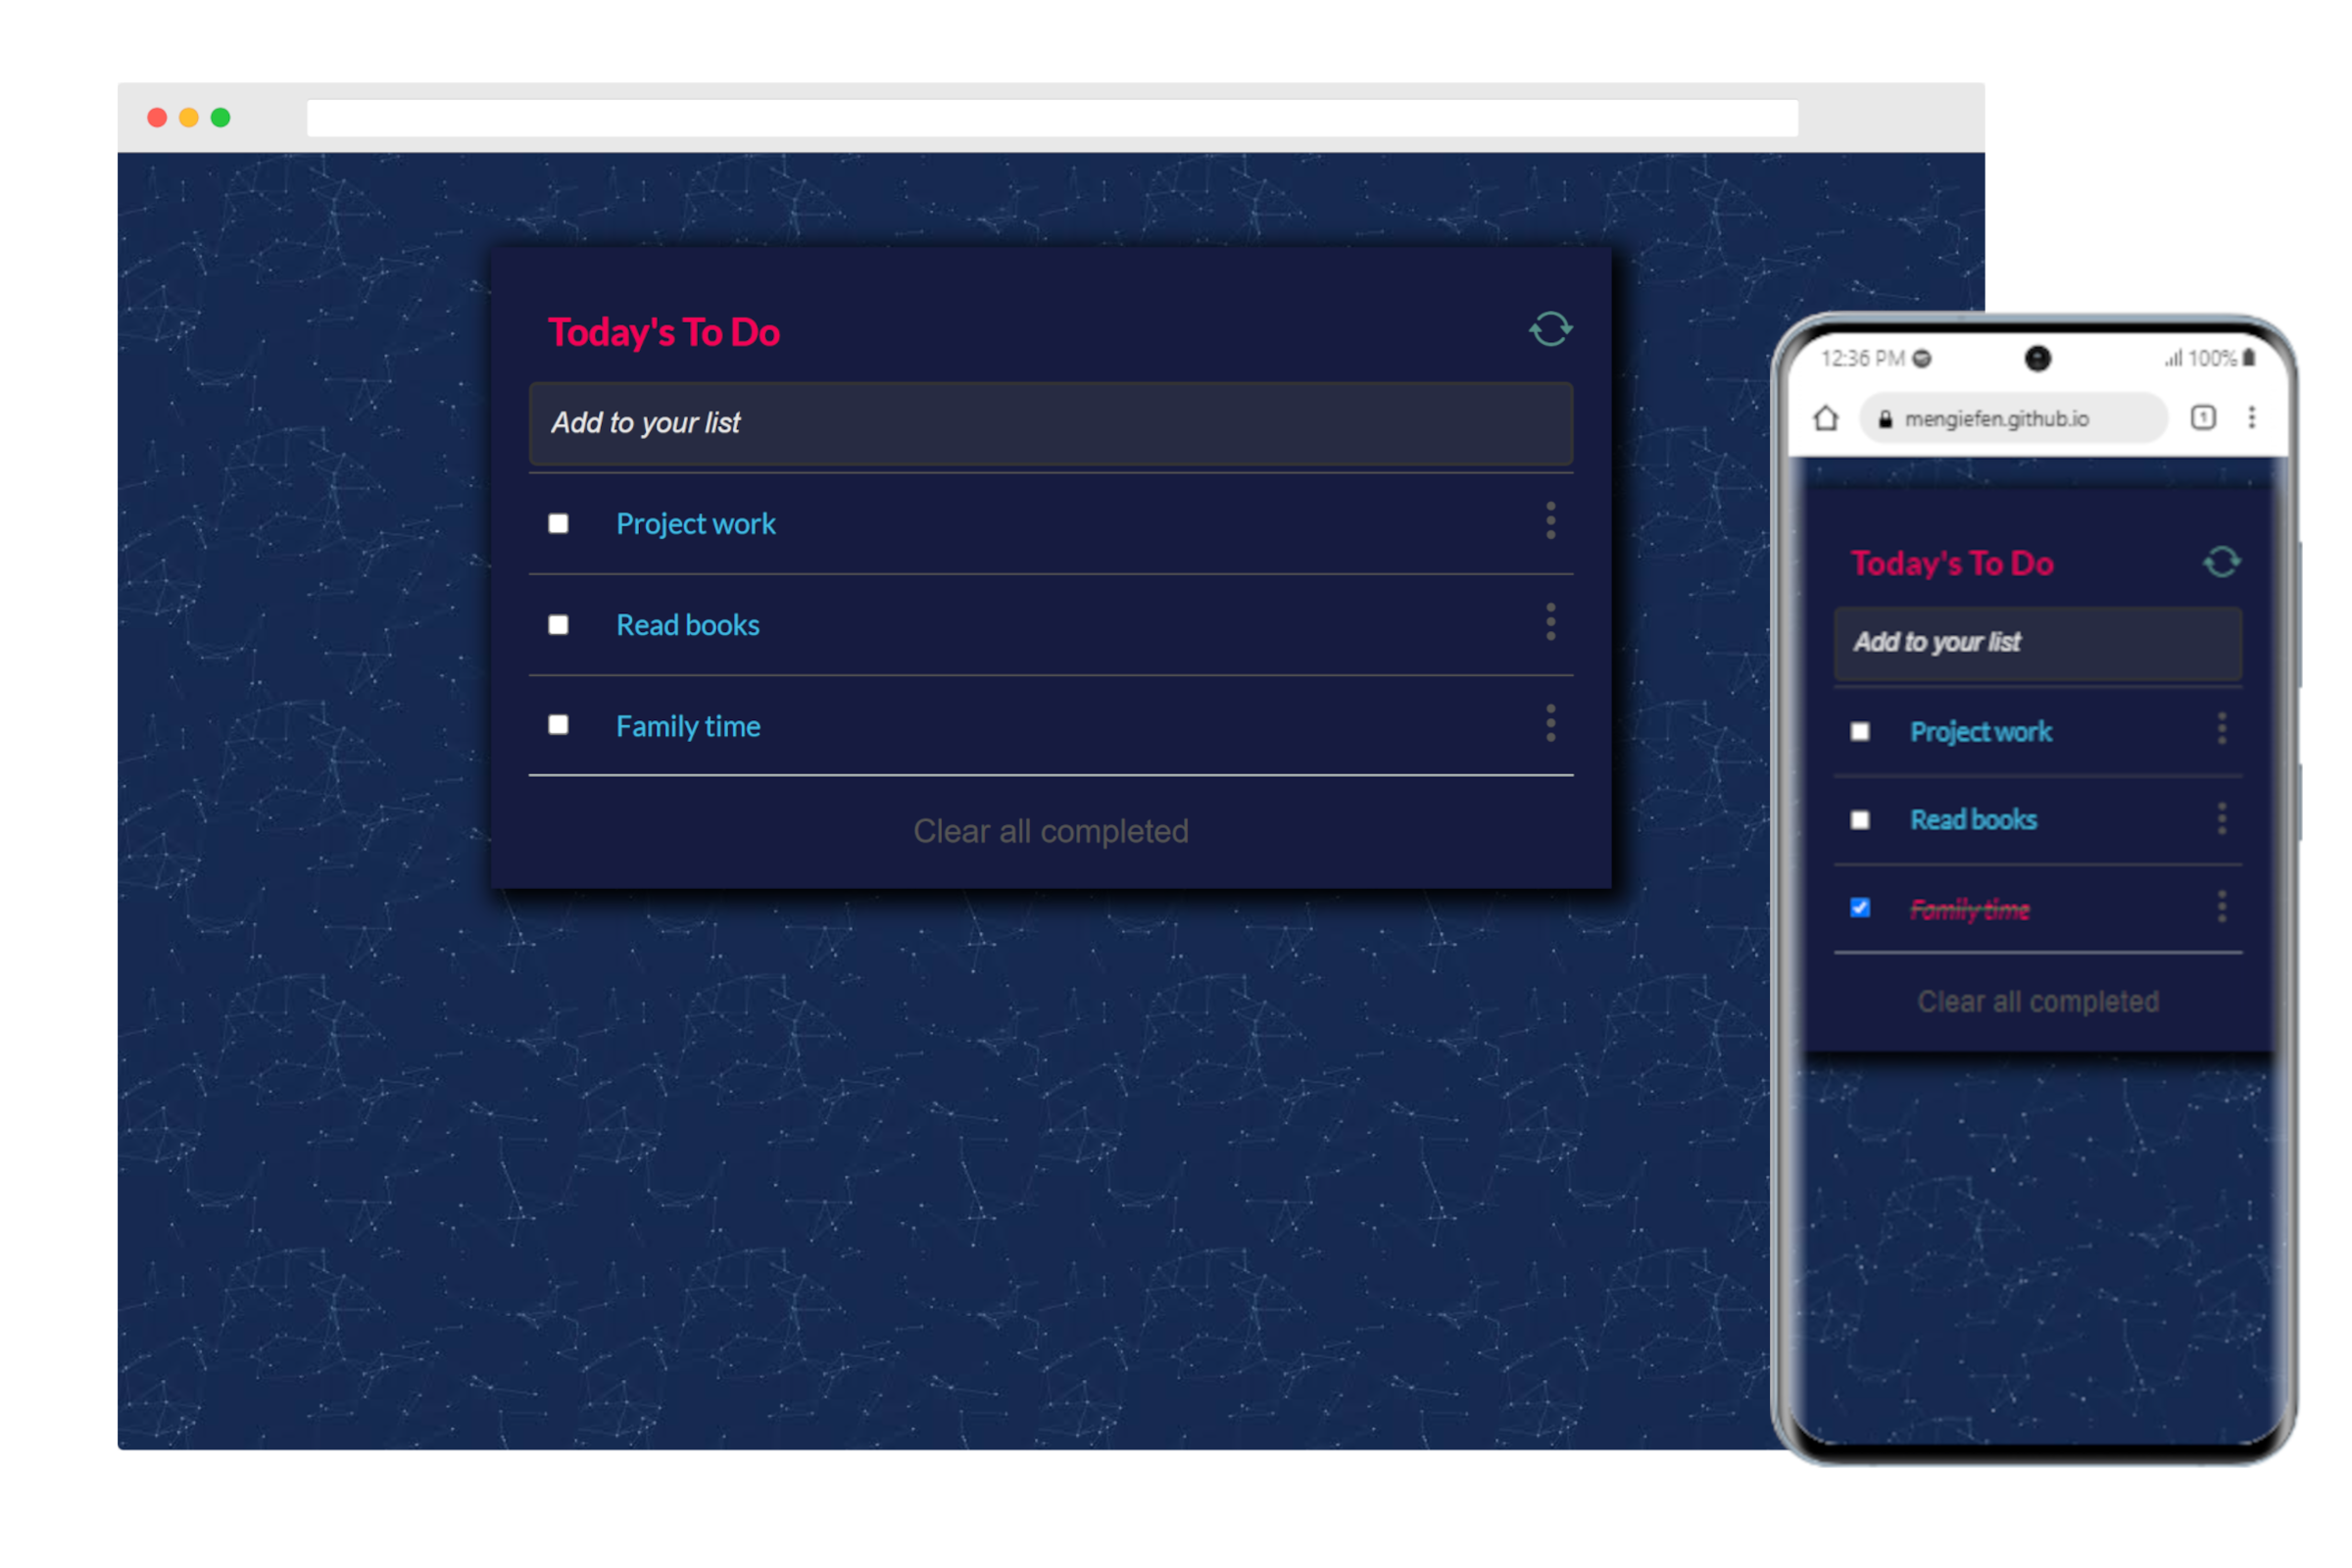 Today's To Do
Add to your list
Project work
Read books
Family time
Clear all completed
12:36 PM
100%
mengiefen.github.io
1
Today's To Do
Add to your list
Project work
Read books
Family time
Clear all completed